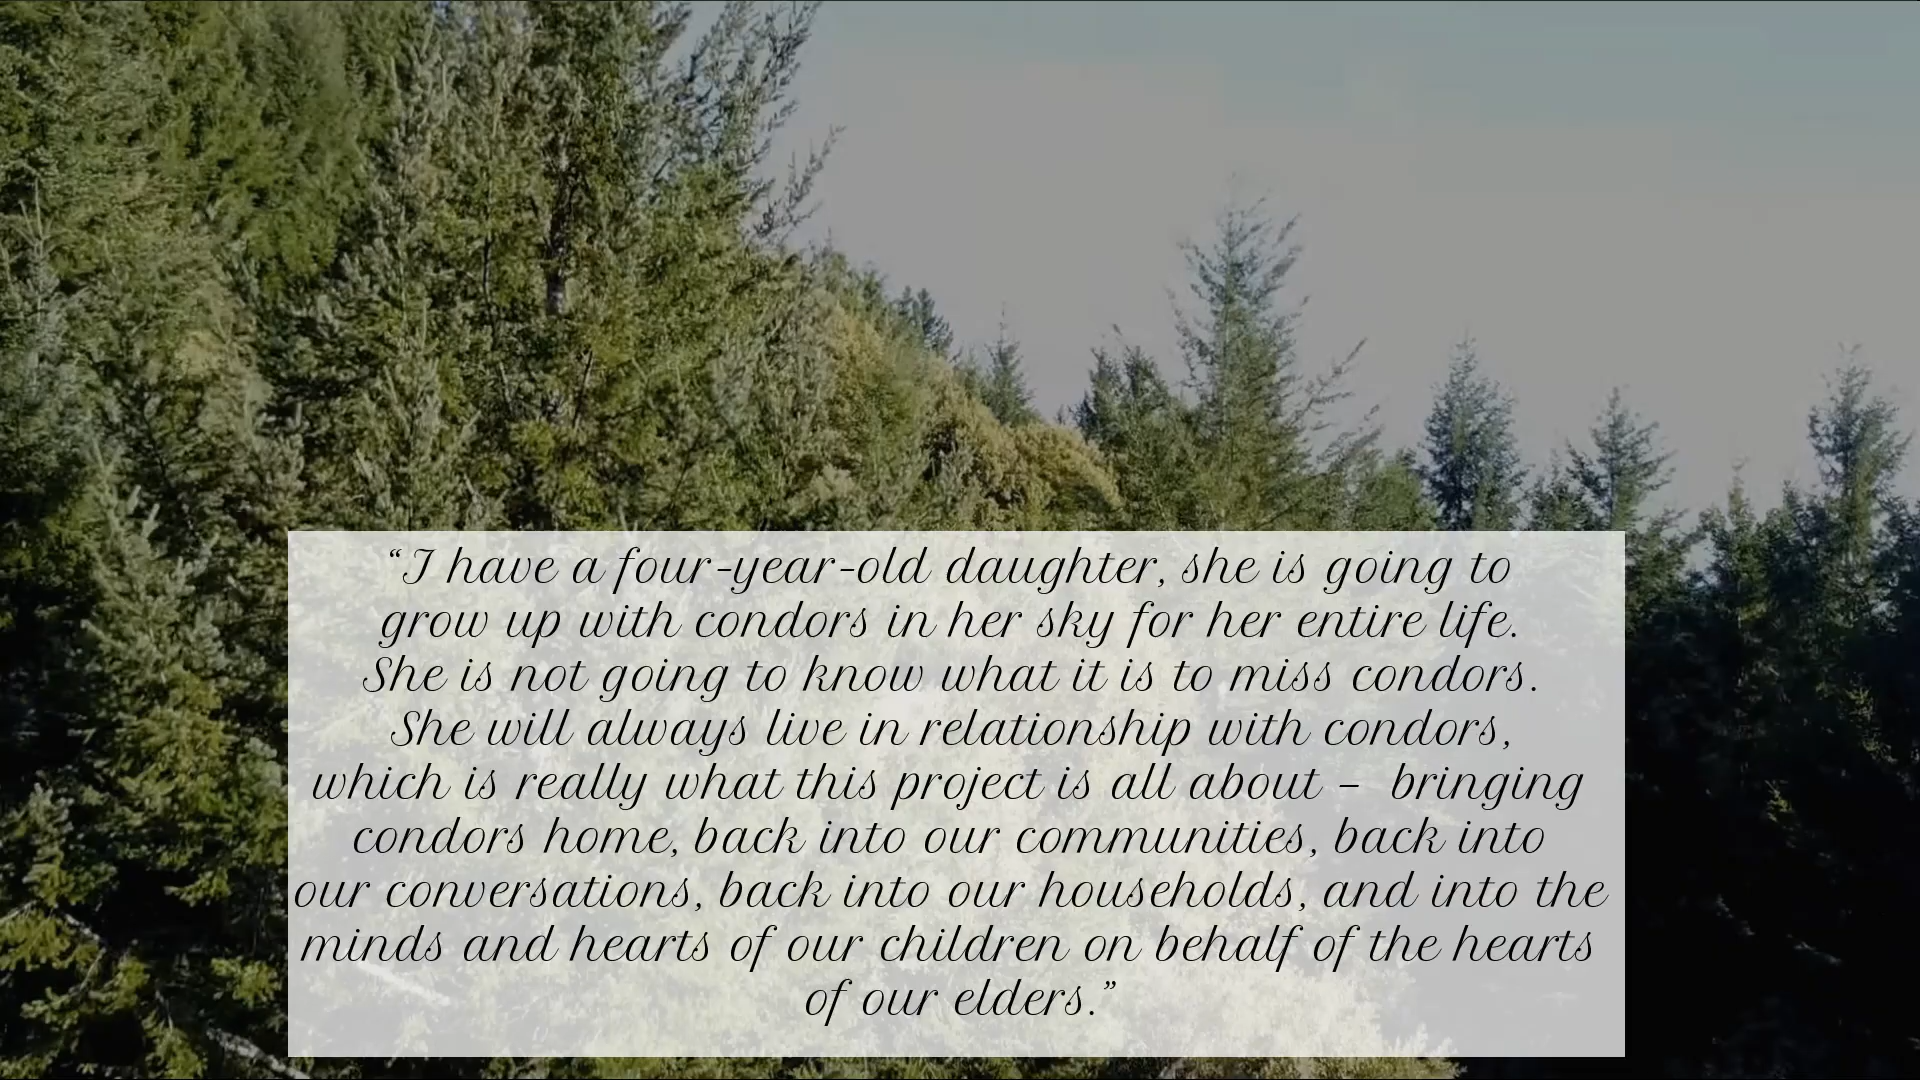 “I have a four-year-old daughter, she is going to
grow up with condors in her sky for her entire life.
She is not going to know what it is to miss condors.
She will always live in relationship with condors,
which is really what this project is all about – bringing
condors home, back into our communities, back into
our conversations, back into our households, and into the
minds and hearts of our children on behalf of the hearts
of our elders.”